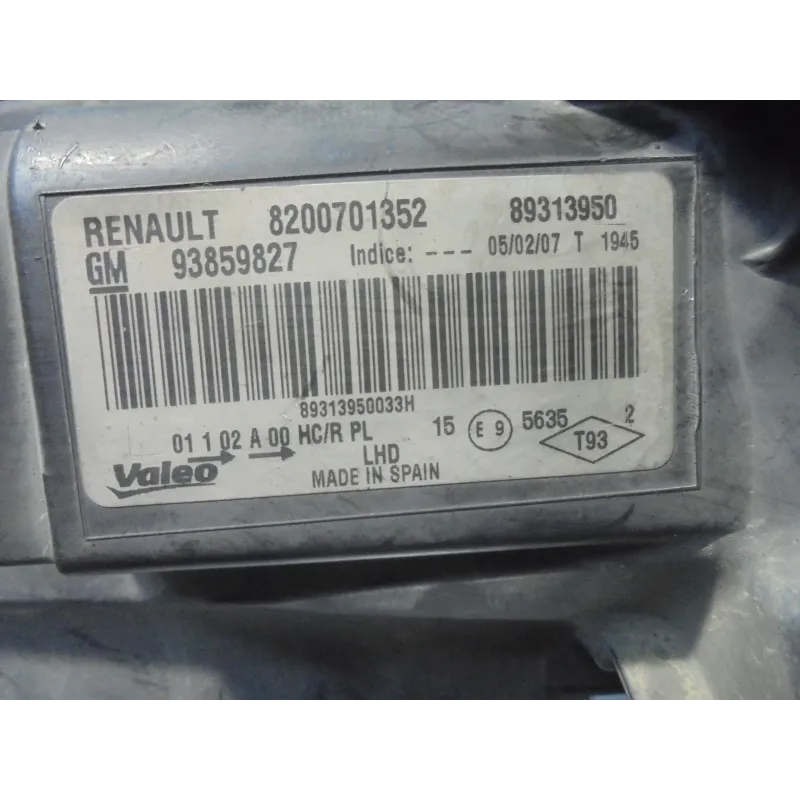 RENAULT 8200701352 89313950
GM 93859827 Indice: --- 05/02/07 T 1945
89313950033H
01 1 02 A 00 HC/R PL 15 E 9 5635 2
Valeo LHD T93
MADE IN SPAIN